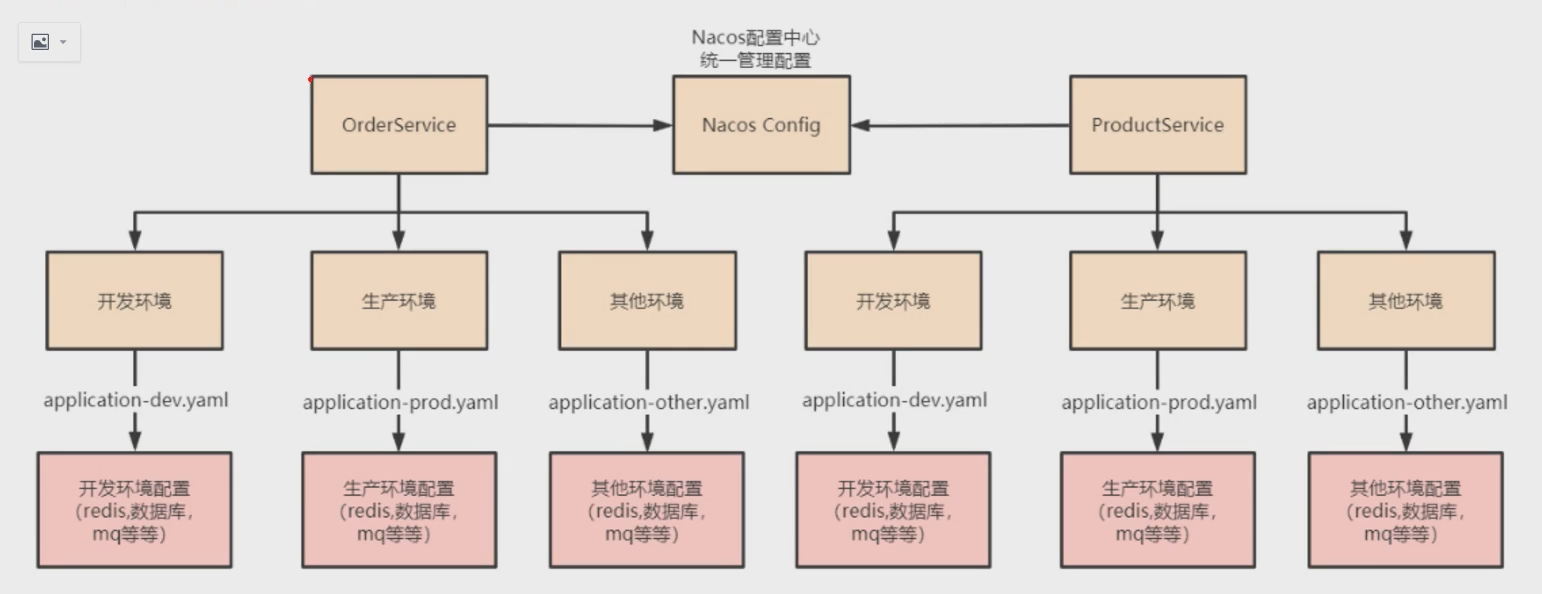 Nacos配置中心
统一管理配置
OrderService
Nacos Config
ProductService
开发环境
生产环境
其他环境
开发环境
生产环境
其他环境
application-dev.yaml
application-prod.yaml
application-other.yaml
application-dev.yaml
application-prod.yaml
application-other.yaml
开发环境配置
（redis,数据库，
mq等等）
生产环境配置
（redis,数据库，
mq等等）
其他环境配置
（redis,数据库，
mq等等）
开发环境配置
（redis,数据库，
mq等等）
生产环境配置
（redis,数据库，
mq等等）
其他环境配置
（redis,数据库，
mq等等）